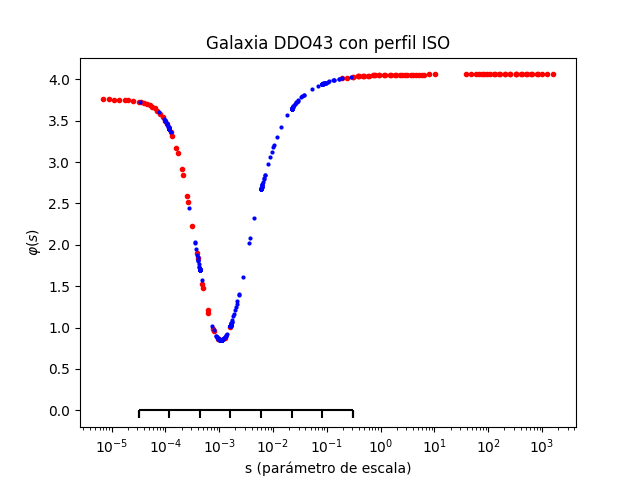 Galaxia DDO43 con perfil ISO
φ(s)
4.0
3.5
3.0
2.5
2.0
1.5
1.0
0.5
0.0
10⁻⁵ 10⁻⁴ 10⁻³ 10⁻² 10⁻¹ 10⁰ 10¹ 10² 10³
s (parámetro de escala)